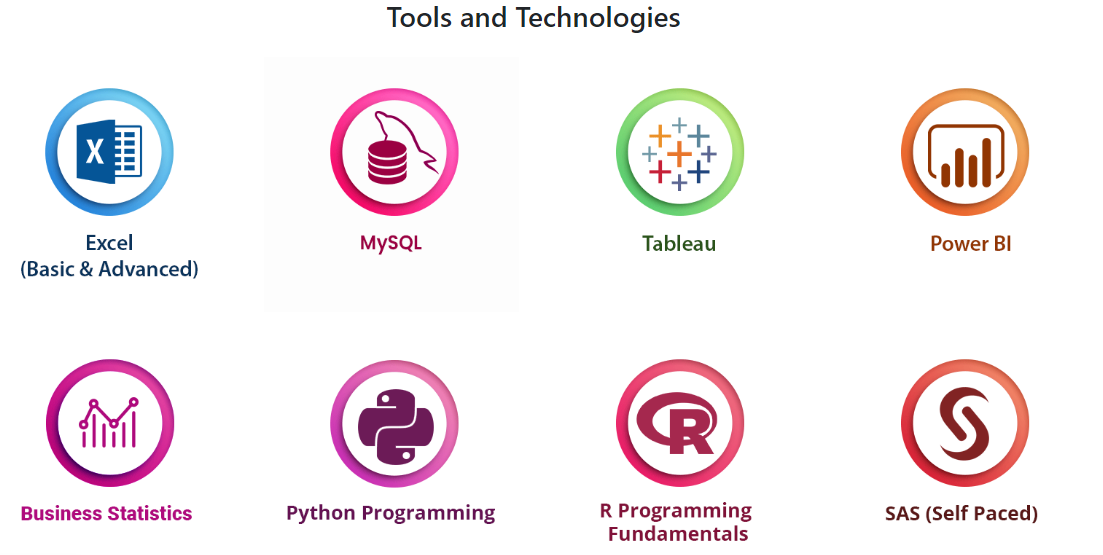 Tools and Technologies
X
Excel
(Basic & Advanced)
MySQL
Tableau
Power BI
Business Statistics
Python Programming
R
R Programming
Fundamentals
SAS (Self Paced)